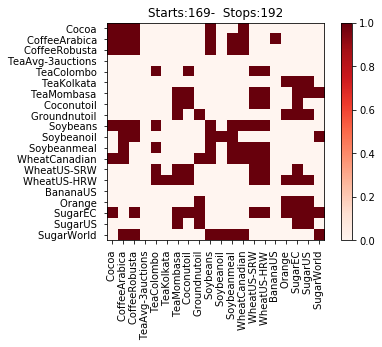 Starts:169-  Stops:192
Cocoa
CoffeeArabica
CoffeeRobusta
TeaAvg-3auctions
TeaColombo
TeaKolkata
TeaMombasa
Coconutoil
Groundnutoil
Soybeans
Soybeanoil
Soybeanmeal
WheatCanadian
WheatUS-SRW
WheatUS-HRW
BananaUS
Orange
SugarEC
SugarUS
SugarWorld
Cocoa
CoffeeArabica
CoffeeRobusta
TeaAvg-3auctions
TeaColombo
TeaKolkata
TeaMombasa
Coconutoil
Groundnutoil
Soybeans
Soybeanoil
Soybeanmeal
WheatCanadian
WheatUS-SRW
WheatUS-HRW
BananaUS
Orange
SugarEC
SugarUS
SugarWorld
1.0
0.8
0.6
0.4
0.2
0.0